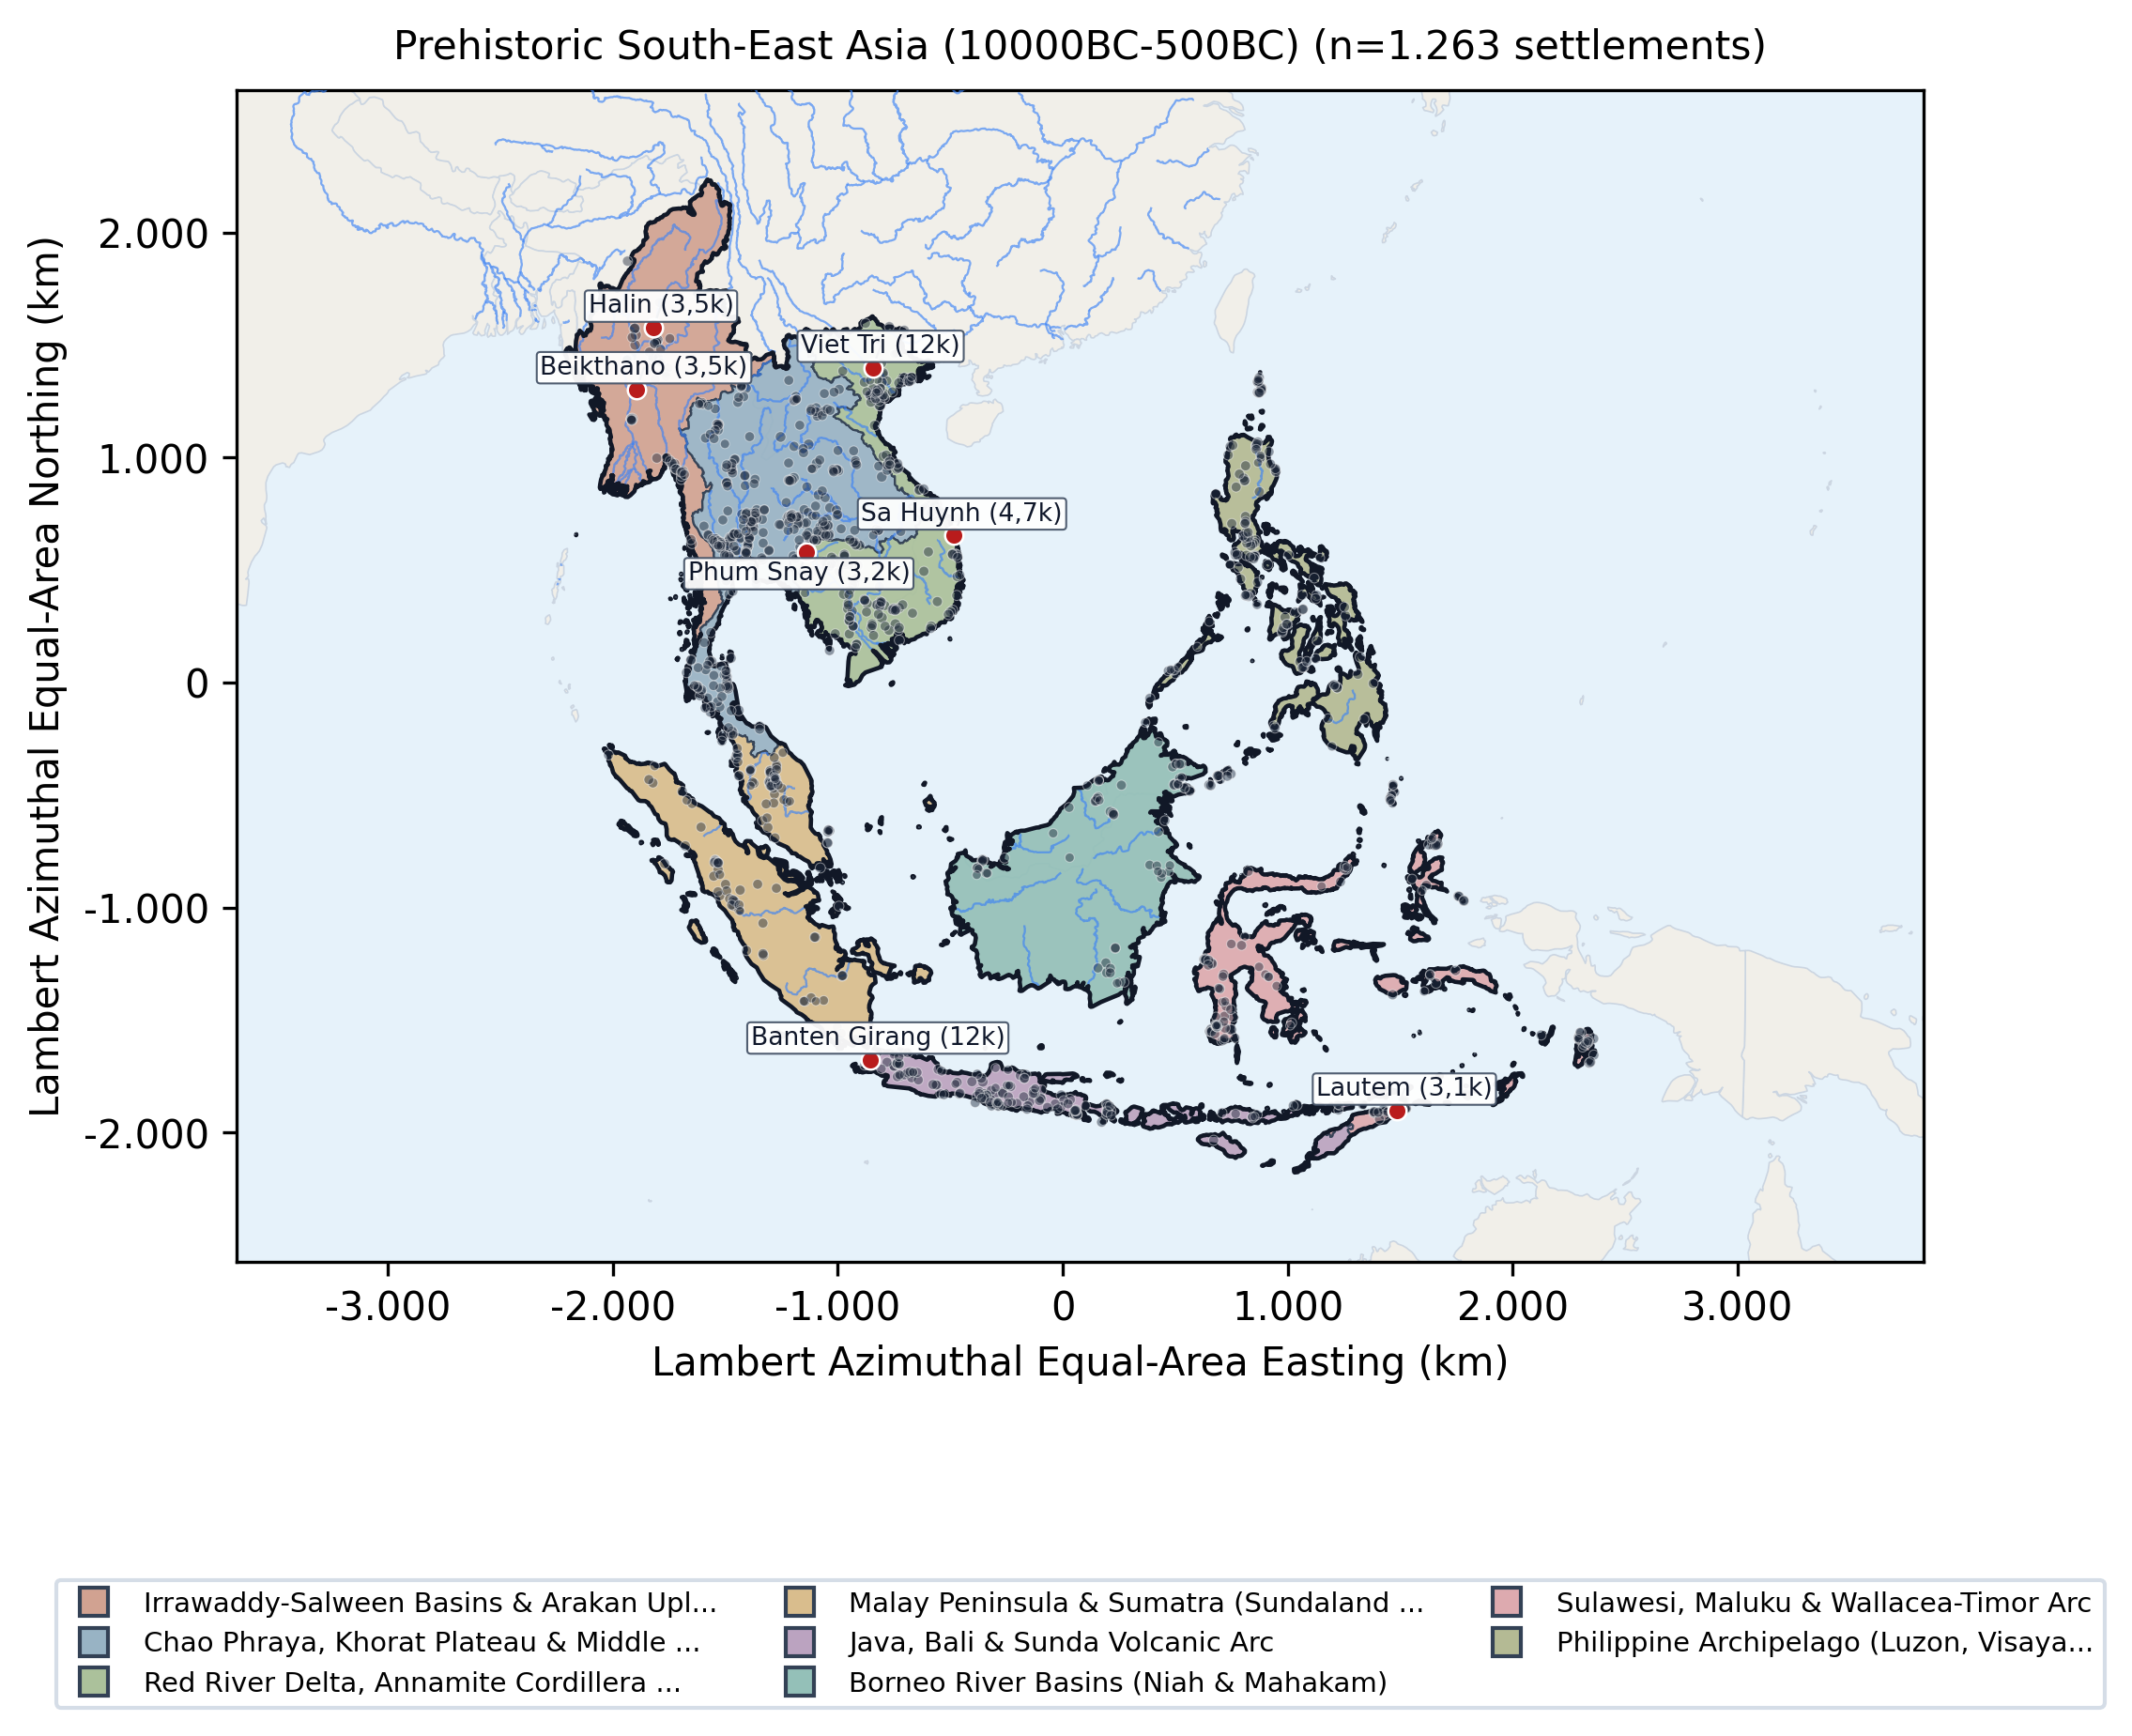 Prehistoric South-East Asia (10000BC-500BC) (n=1.263 settlements)
Lambert Azimuthal Equal-Area Northing (km)
2.000
1.000
0
-1.000
-2.000
Halin (3,5k)
Viet Tri (12k)
Beikthano (3,5k)
Sa Huynh (4,7k)
Phum Snay (3,2k)
Banten Girang (12k)
Lautem (3,1k)
-3.000
-2.000
-1.000
0
1.000
2.000
3.000
Lambert Azimuthal Equal-Area Easting (km)
Irrawaddy-Salween Basins & Arakan Upl...
Chao Phraya, Khorat Plateau & Middle ...
Red River Delta, Annamite Cordillera ...
Malay Peninsula & Sumatra (Sundaland ...
Java, Bali & Sunda Volcanic Arc
Borneo River Basins (Niah & Mahakam)
Sulawesi, Maluku & Wallacea-Timor Arc
Philippine Archipelago (Luzon, Visaya...